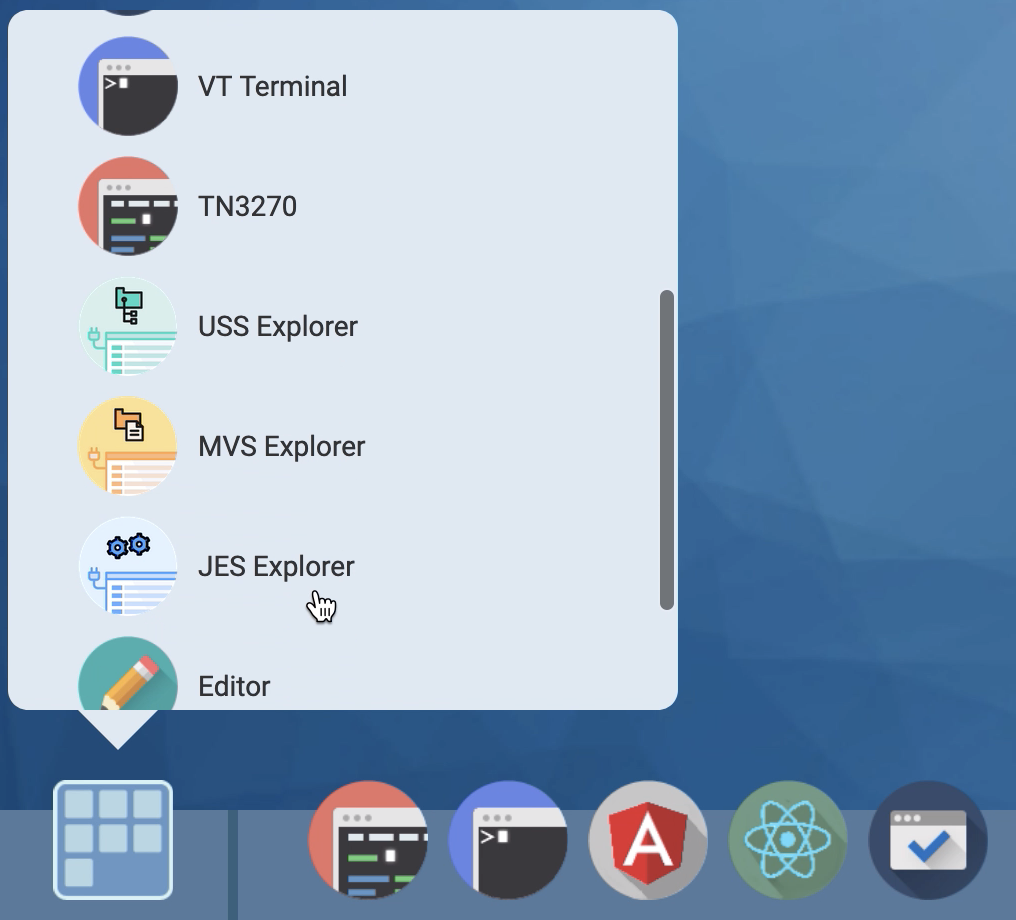 VT Terminal
TN3270
USS Explorer
MVS Explorer
JES Explorer
Editor